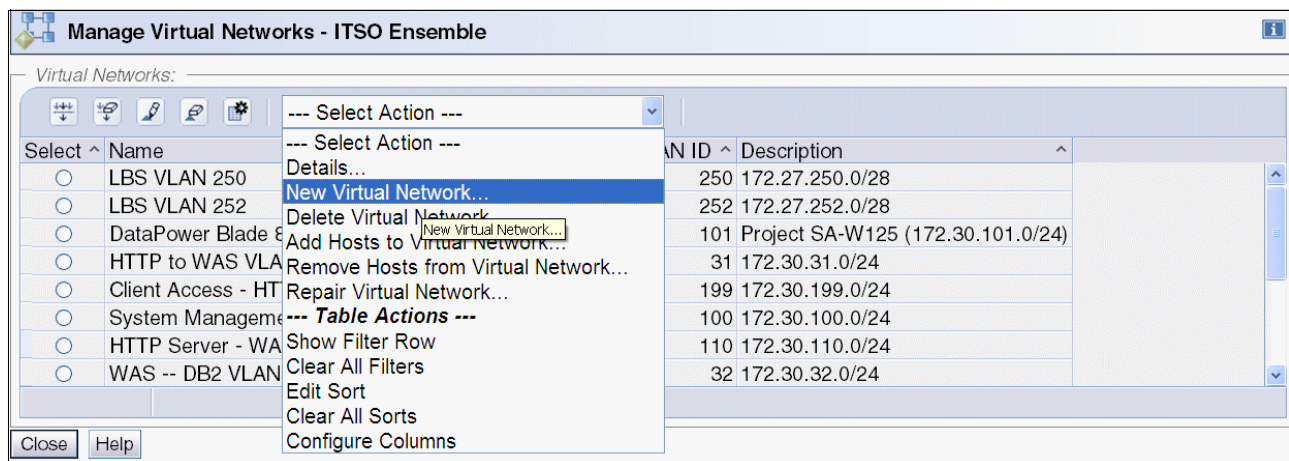 Manage Virtual Networks - ITSO Ensemble
Virtual Networks:
--- Select Action ---
Select Name AN ID Description
--- Select Action ---
Details...
New Virtual Network...
Delete Virtual Network
New Virtual Network...
Add Hosts to Virtual Network...
Remove Hosts from Virtual Network...
Repair Virtual Network...
--- Table Actions ---
Show Filter Row
Clear All Filters
Edit Sort
Clear All Sorts
Configure Columns
LBS VLAN 250 250 172.27.250.0/28
LBS VLAN 252 252 172.27.252.0/28
DataPower Blade 101 Project SA-W125 (172.30.101.0/24)
HTTP to WAS VLA 31 172.30.31.0/24
Client Access - HT 199 172.30.199.0/24
System Manageme 100 172.30.100.0/24
HTTP Server - WA 110 172.30.110.0/24
WAS -- DB2 VLAN 32 172.30.32.0/24
Close Help